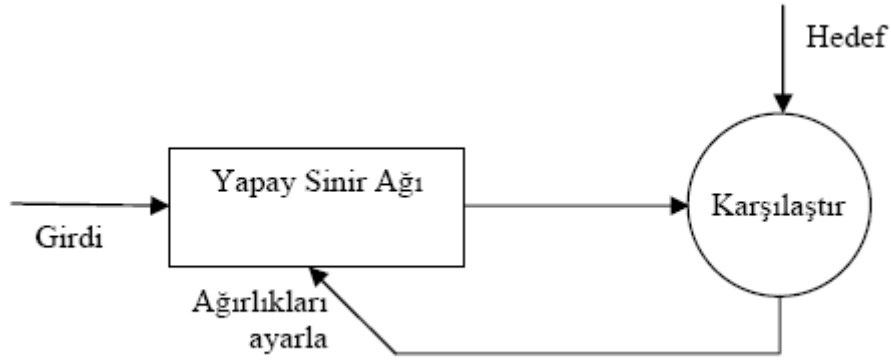 Hedef
Yapay Sinir Ağı
Karşılaştır
Girdi
Ağırlıkları
ayarla